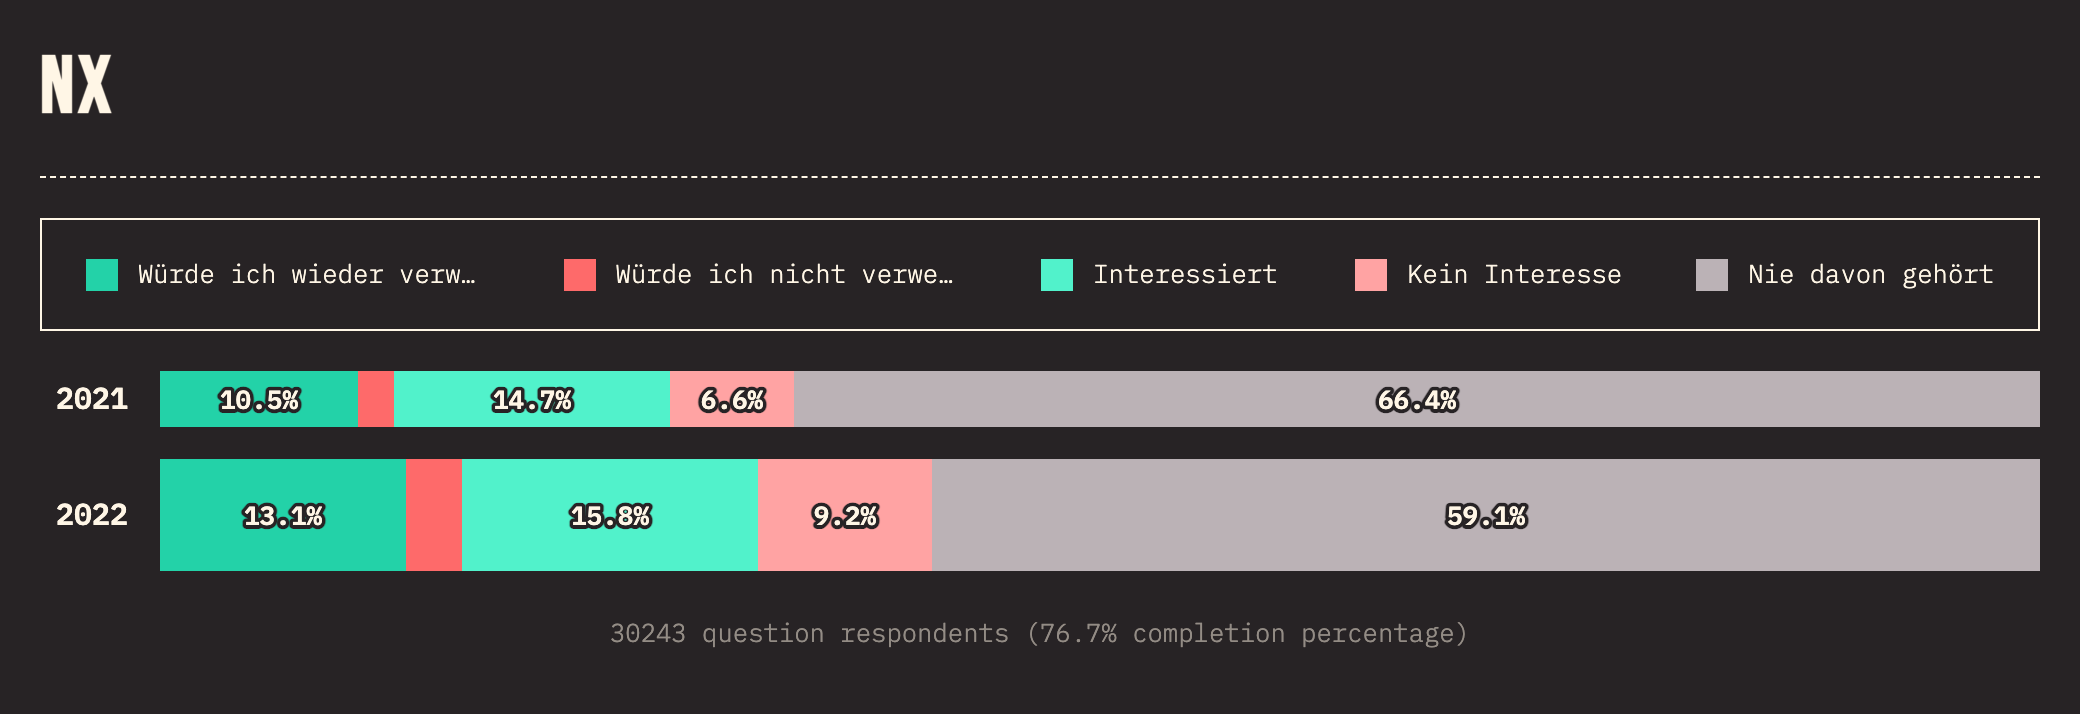 NX
Würde ich wieder verw… Würde ich nicht verwe… Interessiert Kein Interesse Nie davon gehört
2021 10.5% 14.7% 6.6% 66.4%
2022 13.1% 15.8% 9.2% 59.1%
30243 question respondents (76.7% completion percentage)